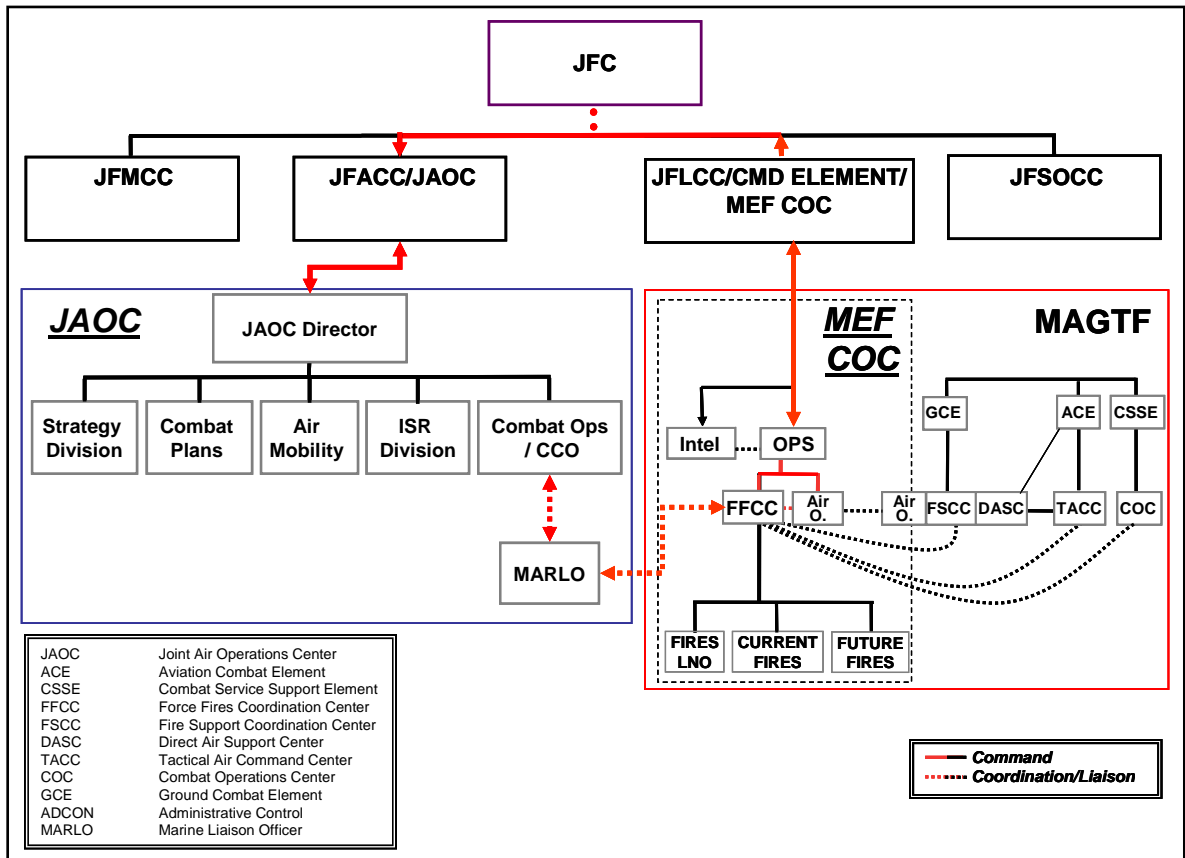 JFC
JFMCC
JFACC/JAOC
JFLCC/CMD ELEMENT/
MEF COC
JFSOCC
JAOC
JAOC Director
Strategy
Division
Combat
Plans
Air
Mobility
ISR
Division
Combat Ops
/ CCO
MARLO
MEF
COC
MAGTF
GCE
ACE
CSSE
Intel
OPS
FFCC
Air
O.
Air
O.
FSCC
DASC
TACC
COC
FIRES
LNO
CURRENT
FIRES
FUTURE
FIRES
JAOC Joint Air Operations Center
ACE Aviation Combat Element
CSSE Combat Service Support Element
FFCC Force Fires Coordination Center
FSCC Fire Support Coordination Center
DASC Direct Air Support Center
TACC Tactical Air Command Center
COC Combat Operations Center
GCE Ground Combat Element
ADCON Administrative Control
MARLO Marine Liaison Officer
Command
Coordination/Liaison